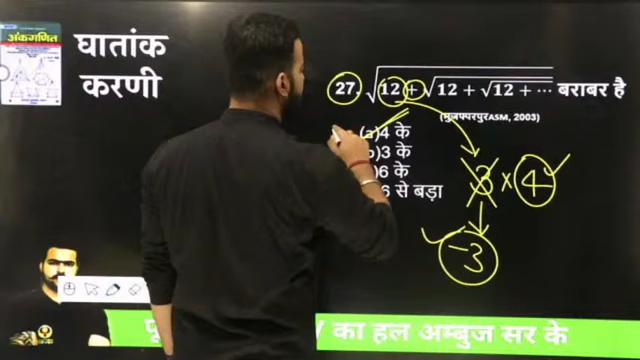 अंकगणित
घातांक
करणी
27. √12 + √12 + √12 + ⋯ बराबर है
(मुजफ्फरपुर ASM, 2003)
(a) 4 के
(b) 3 के
6 के
6 से बड़ा
3 × 4
-3
का हल अम्बुज सर के